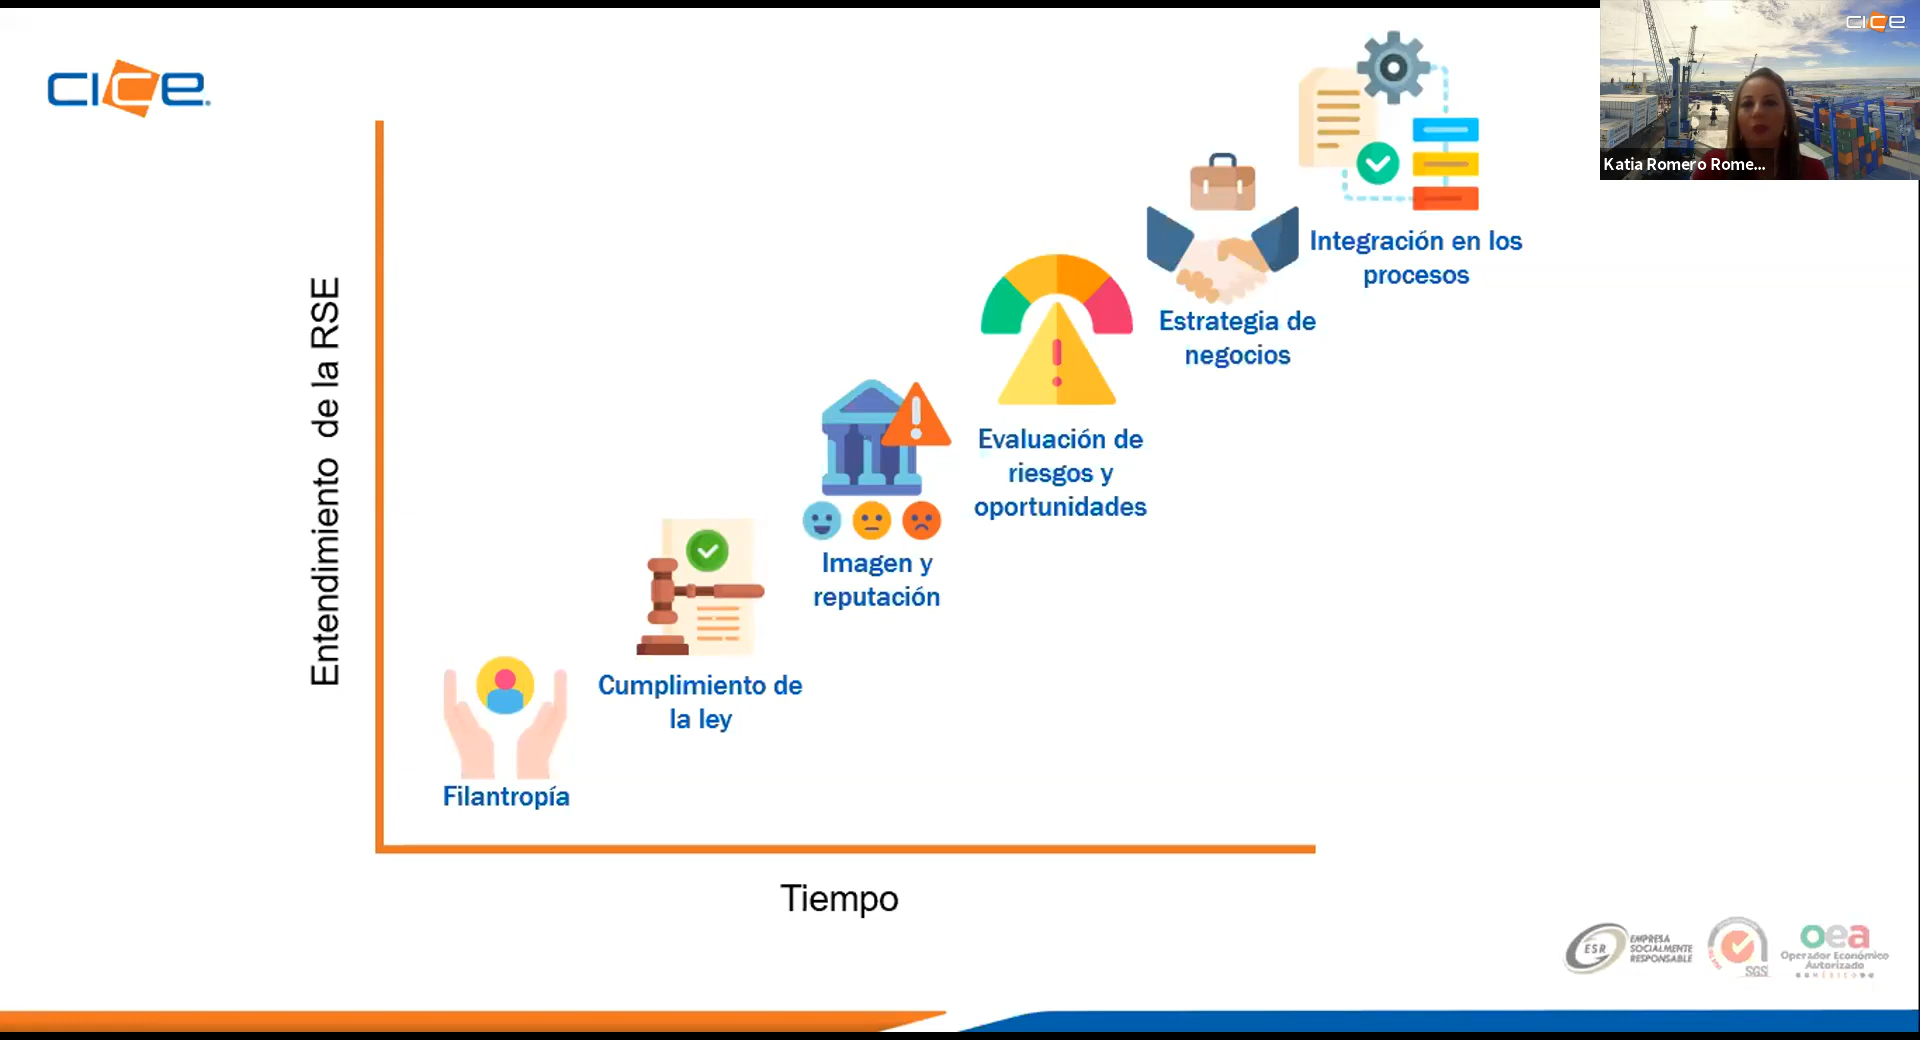 cice
cice
Katia Romero Rome...
Integración en los
procesos
Estrategia de
negocios
Evaluación de
riesgos y
oportunidades
Imagen y
reputación
Cumplimiento de
la ley
Filantropía
Entendimiento de la RSE
Tiempo
ESR
EMPRESA
SOCIALMENTE
RESPONSABLE
SGS
oea
Operador Económico
Autorizado
MÉXICO